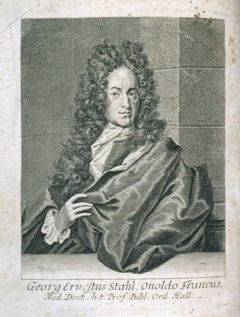 Georg Ernestus Stahl. Onoldo Francus,
Med. Doct. h. t. Prof. Publ. Ord. Hall.